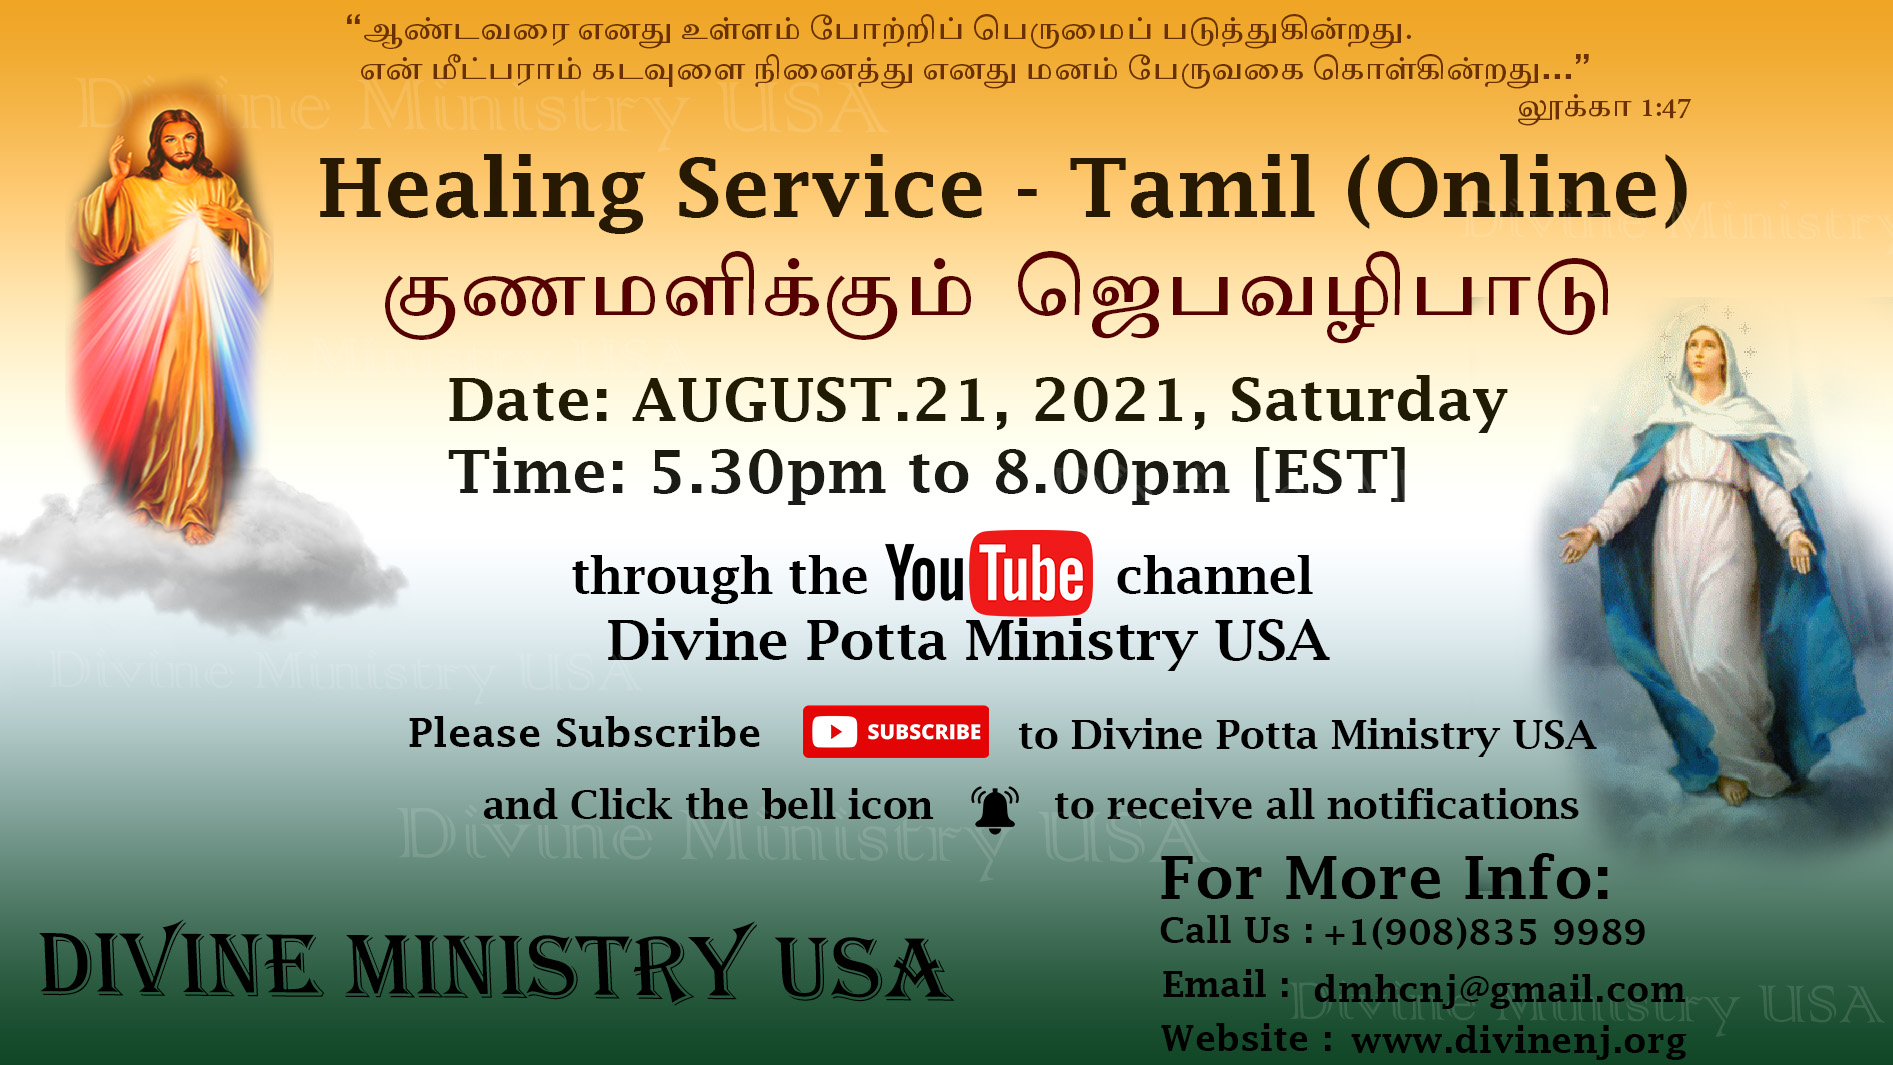 “ஆண்டவரை எனது உள்ளம் போற்றிப் பெருமைப் படுத்துகின்றது.
என் மீட்பராம் கடவுளை நினைத்து எனது மனம் பேருவகை கொள்கின்றது...”
லூக்கா 1:47
Divine Ministry USA
Healing Service - Tamil (Online)
Divine Ministry
குணமளிக்கும் ஜெபவழிபாடு
Date: AUGUST.21, 2021, Saturday
Time: 5.30pm to 8.00pm [EST]
through the YouTube channel
Divine Potta Ministry USA
Divine Ministry USA
Please Subscribe SUBSCRIBE to Divine Potta Ministry USA
and Click the bell icon to receive all notifications
Divine Ministry USA
For More Info:
Call Us : +1(908)835 9989
DIVINE MINISTRY USA
Email : dmhcnj@gmail.com
Divine Ministry USA
Website : www.divinenj.org